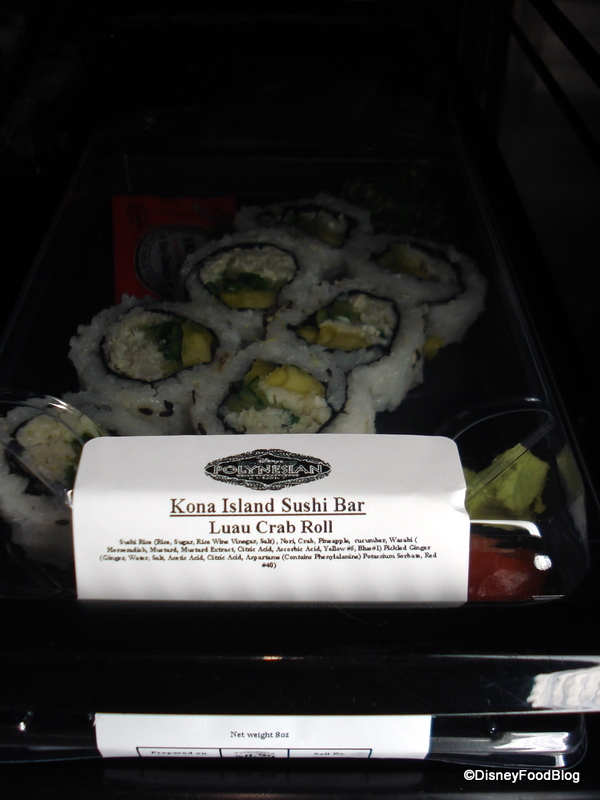 Disney's
POLYNESIAN
Kona Island Sushi Bar
Luau Crab Roll
Sushi Rice (Rice, Sugar, Rice Wine Vinegar, Salt) , Nori, Crab, Pineapple, cucumber, Wasabi (
Horseradish, Mustard, Mustard Extract, Citric Acid, Ascorbic Acid, Yellow #5, Blue#1) Pickled Ginger
(Ginger, Water, Salt, Acetic Acid, Citric Acid, Aspartame (Contains Phenylalanine) Potassium Sorbate, Red
#40)
Net weight 8oz
Prepared on
Sell By
©DisneyFoodBlog